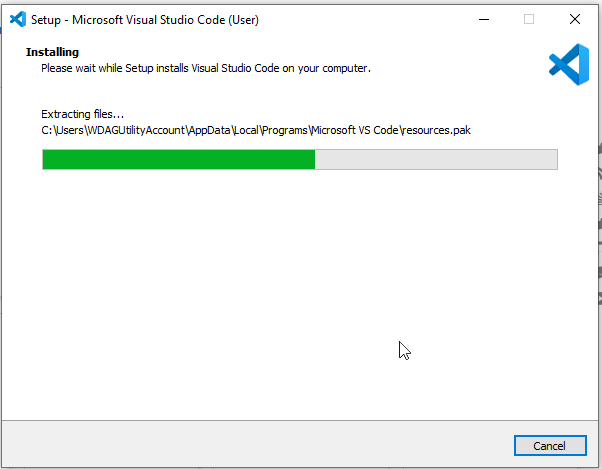 Setup - Microsoft Visual Studio Code (User)
Installing
Please wait while Setup installs Visual Studio Code on your computer.
Extracting files...
C:\Users\WDAGUtilityAccount\AppData\Local\Programs\Microsoft VS Code\resources.pak
Cancel